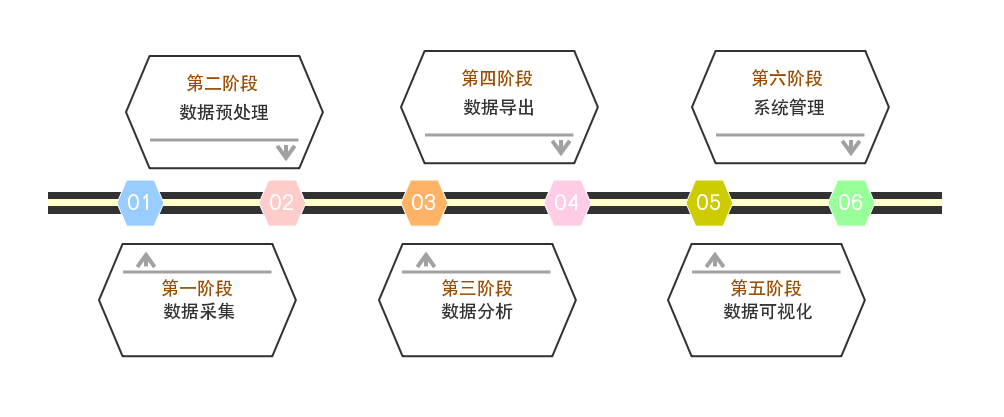 第二阶段
数据预处理
第四阶段
数据导出
第六阶段
系统管理
01
02
03
04
05
06
第一阶段
数据采集
第三阶段
数据分析
第五阶段
数据可视化